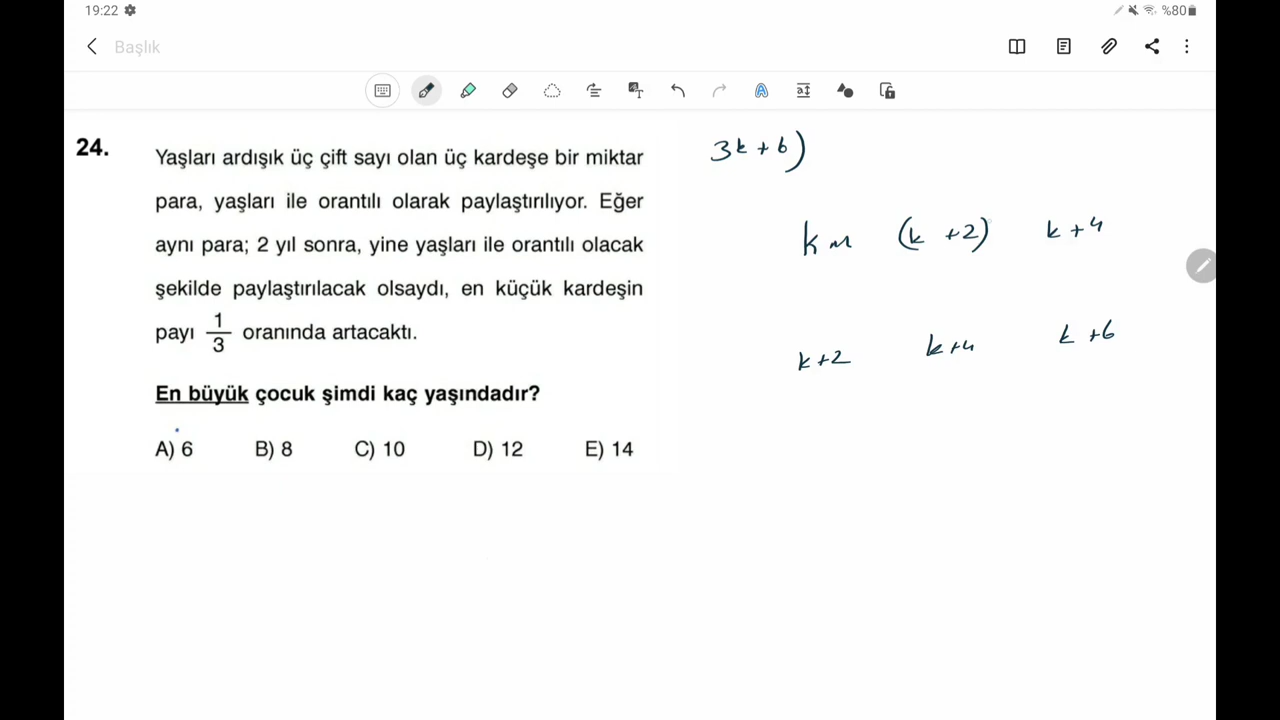 19:22 %80
Başlık
24.
Yaşları ardışık üç çift sayı olan üç kardeşe bir miktar
para, yaşları ile orantılı olarak paylaştırılıyor. Eğer
aynı para; 2 yıl sonra, yine yaşları ile orantılı olacak
şekilde paylaştırılacak olsaydı, en küçük kardeşin
payı 1/3 oranında artacaktı.
En büyük çocuk şimdi kaç yaşındadır?
A) 6 B) 8 C) 10 D) 12 E) 14
3k+6)
k (k+2) k+4
k+2 k+4 k+6